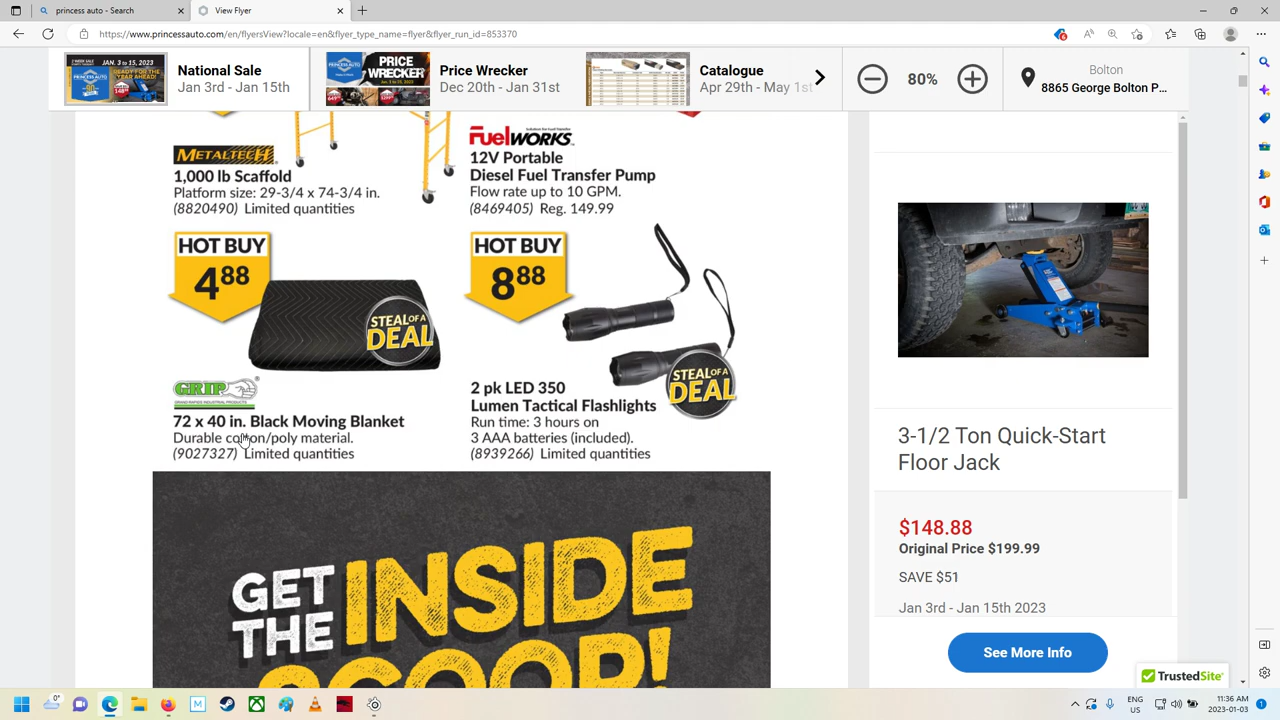 princess auto - Search
View Flyer
https://www.princessauto.com/en/flyersView?locale=en&flyer_type_name=flyer&flyer_run_id=853370
National Sale
Jan 3rd - Jan 15th
PRICE WRECKER
Price Wrecker
Dec 20th - Jan 31st
Catalogue
Apr 29th - May
80%
8865 George Bolton P...
METALTECH
1,000 lb Scaffold
Platform size: 29-3/4 x 74-3/4 in.
(8820490) Limited quantities
FUELWORKS
12V Portable
Diesel Fuel Transfer Pump
Flow rate up to 10 GPM.
(8469405) Reg. 149.99
HOT BUY
4 88
STEAL OF A
DEAL
GRIP
72 x 40 in. Black Moving Blanket
Durable cotton/poly material.
(9027327) Limited quantities
HOT BUY
8 88
STEAL OF A
DEAL
2 pk LED 350
Lumen Tactical Flashlights
Run time: 3 hours on
3 AAA batteries (included).
(8939266) Limited quantities
GET
THE
INSIDE
SCOOP!
3-1/2 Ton Quick-Start
Floor Jack
$148.88
Original Price $199.99
SAVE $51
Jan 3rd - Jan 15th 2023
See More Info
TrustedSite
0°
ENG
US
11:36 AM
2023-01-03